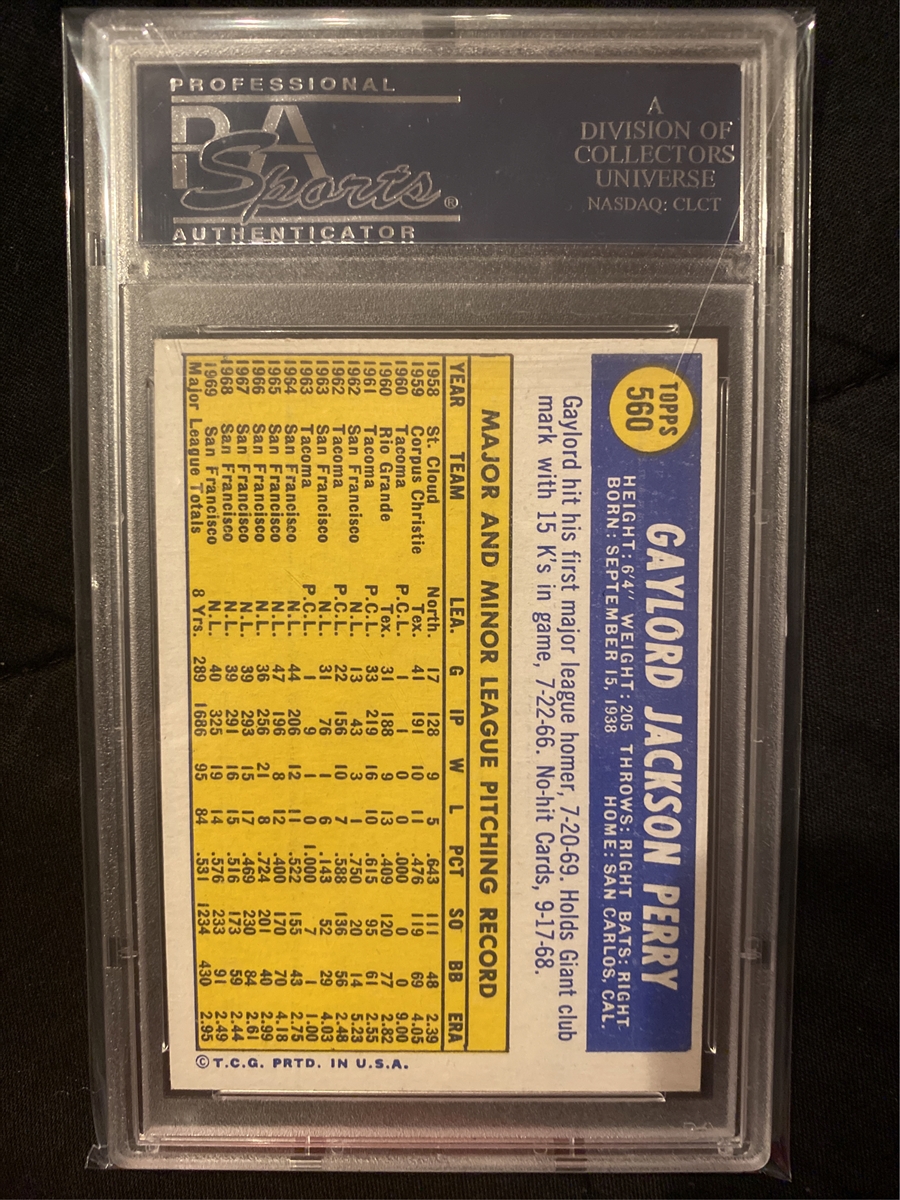 PROFESSIONAL
PSA
Sports®
AUTHENTICATOR
A
DIVISION OF
COLLECTORS
UNIVERSE
NASDAQ: CLCT
TOPPS
560
GAYLORD JACKSON PERRY
HEIGHT: 6'4" WEIGHT: 205 THROWS: RIGHT BATS: RIGHT
BORN: SEPTEMBER 15, 1938 HOME: SAN CARLOS, CAL.
Gaylord hit his first major league homer, 7-20-69. Holds Giant club
mark with 15 K's in game, 7-22-66. No-hit Cards, 9-17-68.
MAJOR AND MINOR LEAGUE PITCHING RECORD
YEAR TEAM LEA. G IP W L PCT SO BB ERA
1958 St. Cloud North. 17 128 9 5 .643 111 48 2.39
1959 Corpus Christie Tex. 41 191 10 11 .476 119 69 4.05
1960 Tacoma P.C.L. 1 1 0 0 .000 0 0 9.00
1960 Rio Grande Tex. 31 188 9 13 .409 120 77 2.82
1961 Tacoma P.C.L. 33 219 16 10 .615 95 61 2.55
1962 San Francisco N.L. 13 43 3 1 .750 20 14 5.23
1962 Tacoma P.C.L. 22 156 10 7 .588 136 56 2.48
1963 San Francisco N.L. 31 76 1 6 .143 52 29 4.03
1963 Tacoma P.C.L. 1 9 1 0 1.000 7 1 1.00
1964 San Francisco N.L. 44 206 12 11 .522 155 43 2.75
1965 San Francisco N.L. 47 196 8 12 .400 170 70 4.18
1966 San Francisco N.L. 36 256 21 8 .724 201 40 2.99
1967 San Francisco N.L. 39 293 15 17 .469 230 84 2.61
1968 San Francisco N.L. 39 291 16 15 .516 173 59 2.44
1969 San Francisco N.L. 40 325 19 14 .576 233 91 2.49
Major League Totals 8 Yrs. 289 1686 95 84 .531 1234 430 2.95
© T.C.G. PRTD. IN U.S.A.